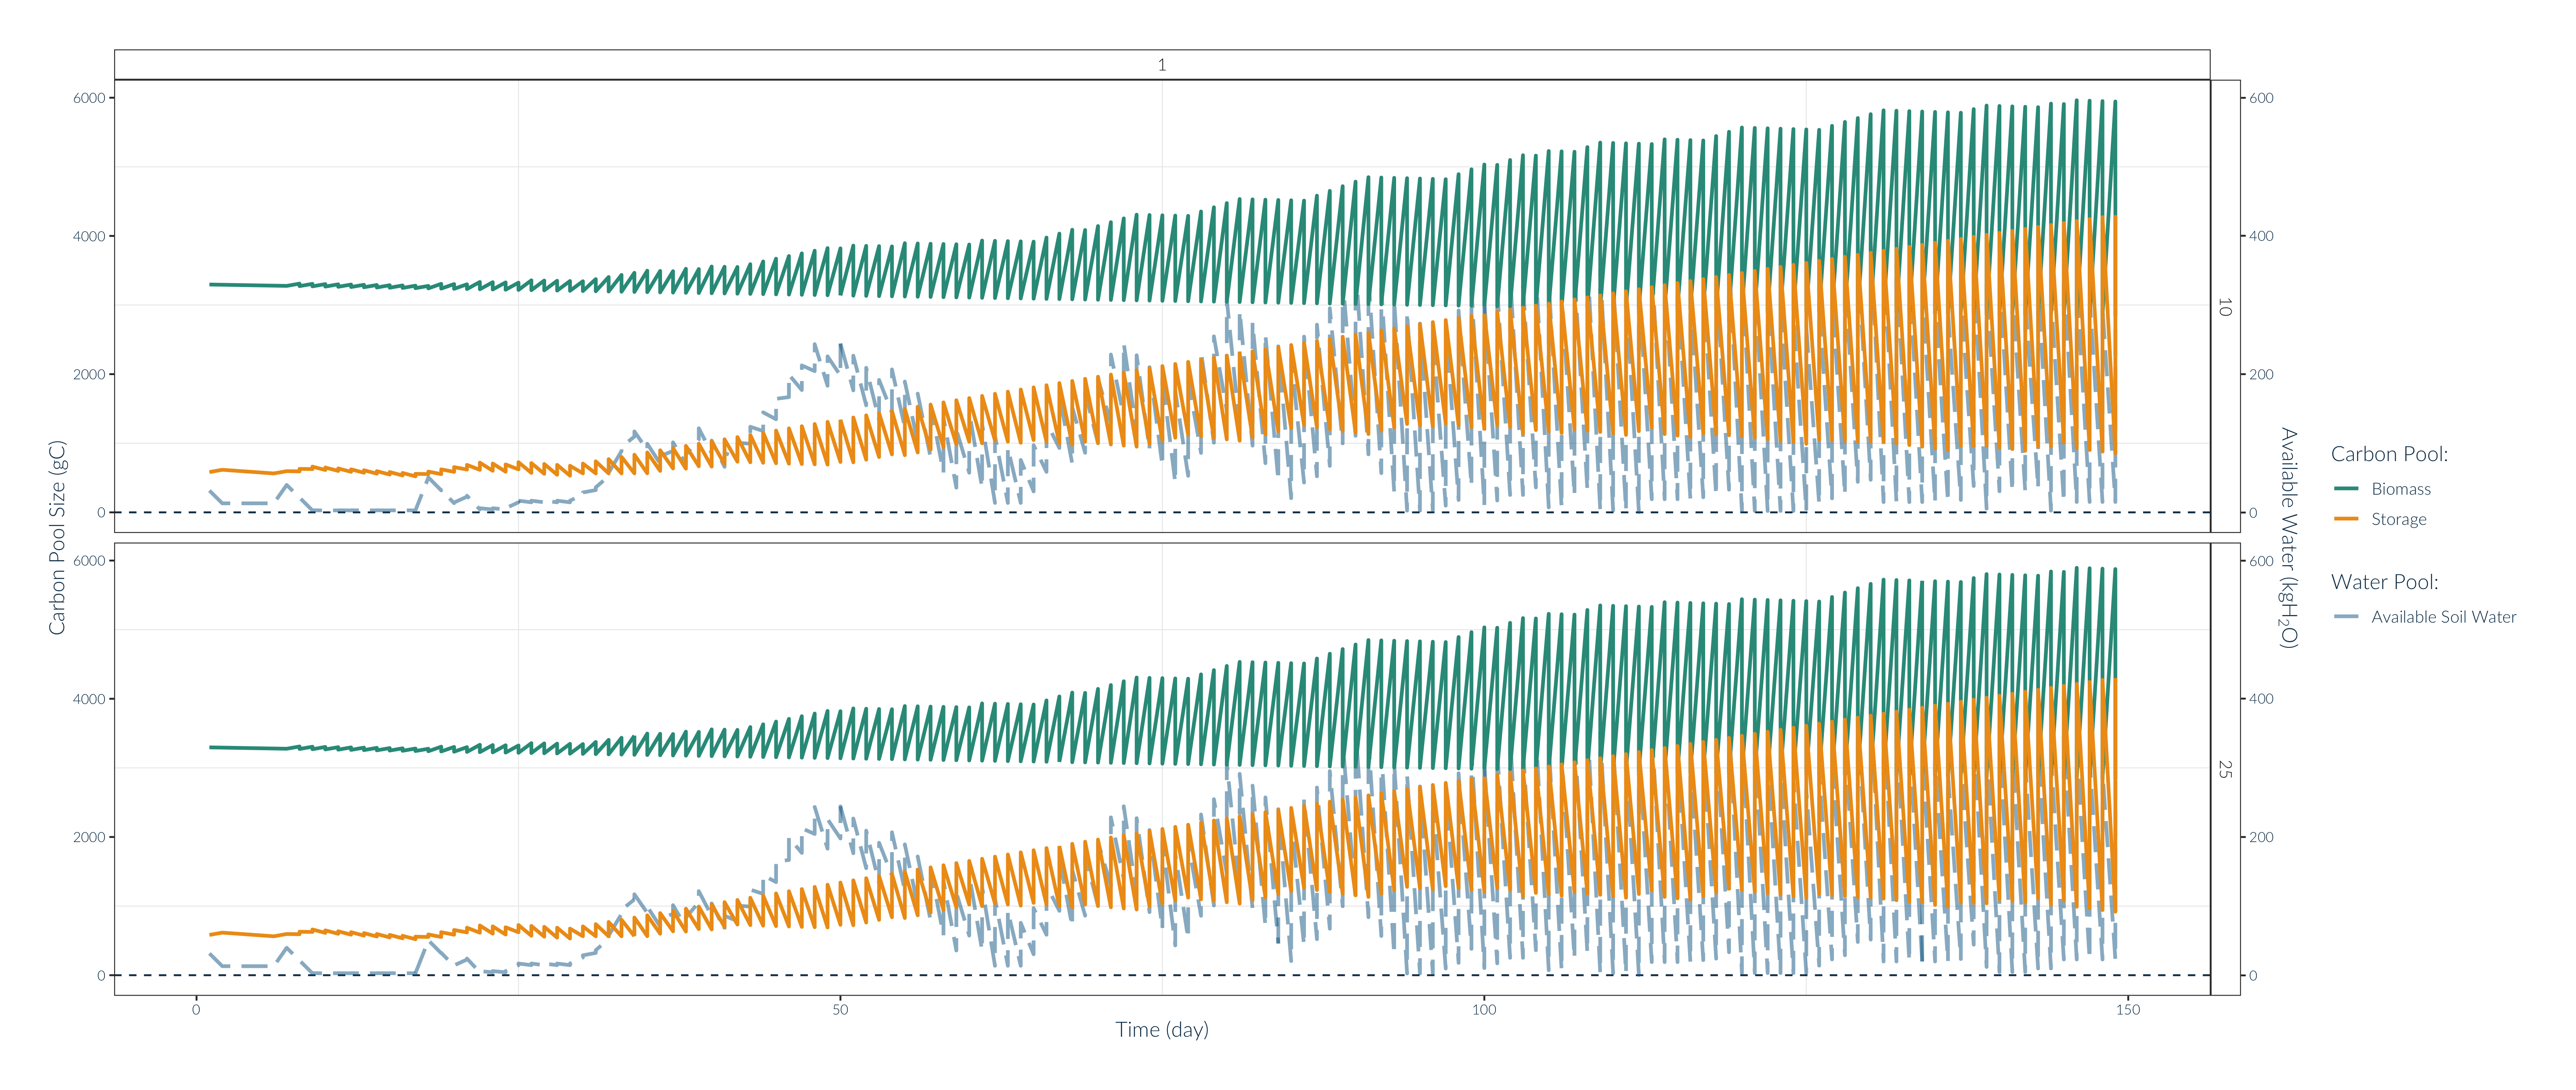 1
6000
4000
2000
0
600
400
200
0
10
6000
4000
2000
0
600
400
200
0
25
Carbon Pool Size (gC)
Available Water (kgH₂O)
0
50
100
150
Time (day)
Carbon Pool:
Biomass
Storage
Water Pool:
Available Soil Water